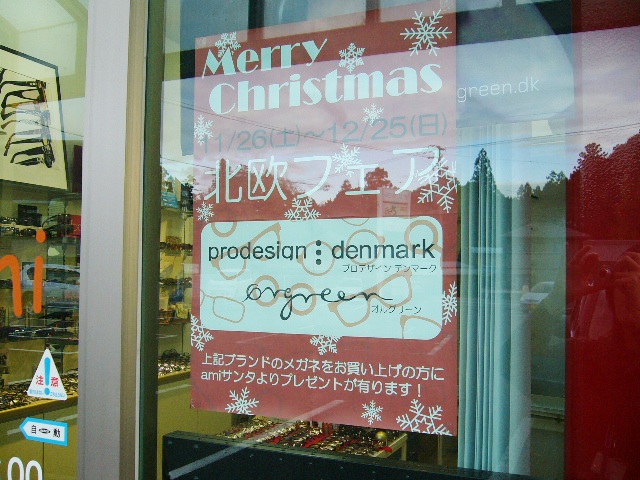 Merry
Christmas
green.dk
11/26(土)~12/25(日)
北欧フェア
prodesign denmark
プロデザイン デンマーク
ørgreen
オルグリーン
上記ブランドのメガネをお買い上げの方に
amiサンタよりプレゼントが有ります!
mi
注意
自動
.00